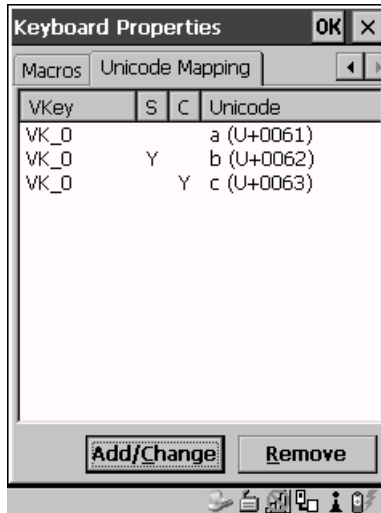 Keyboard Properties OK ×
Macros Unicode Mapping
VKey S C Unicode
VK_0 a (U+0061)
VK_0 Y b (U+0062)
VK_0 Y c (U+0063)
Add/Change Remove